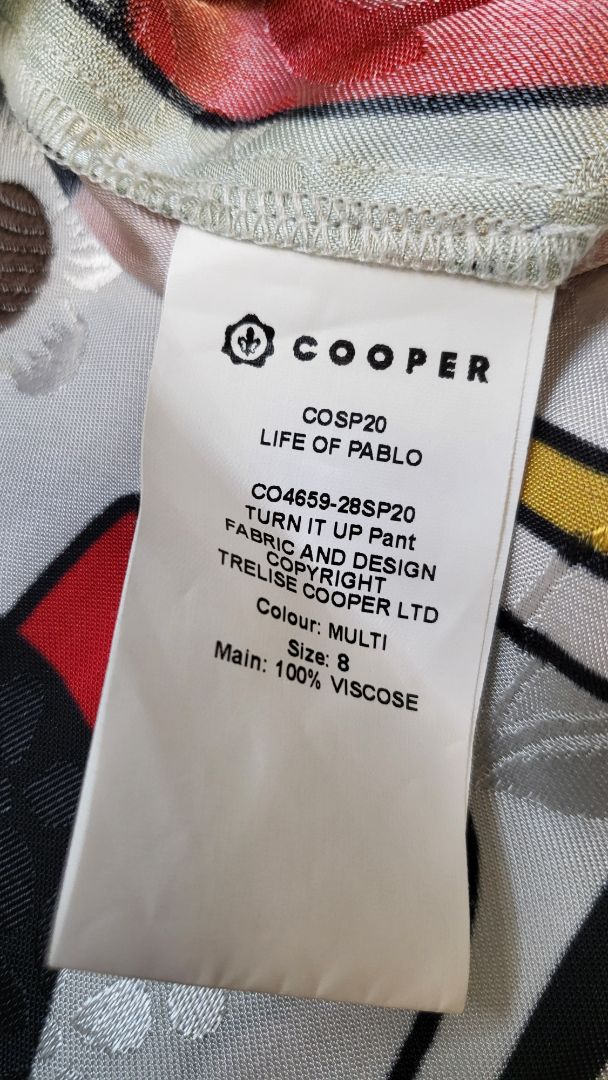 COOPER
COSP20
LIFE OF PABLO
CO4659-28SP20
TURN IT UP Pant
FABRIC AND DESIGN
COPYRIGHT
TRELISE COOPER LTD
Colour: MULTI
Size: 8
Main: 100% VISCOSE